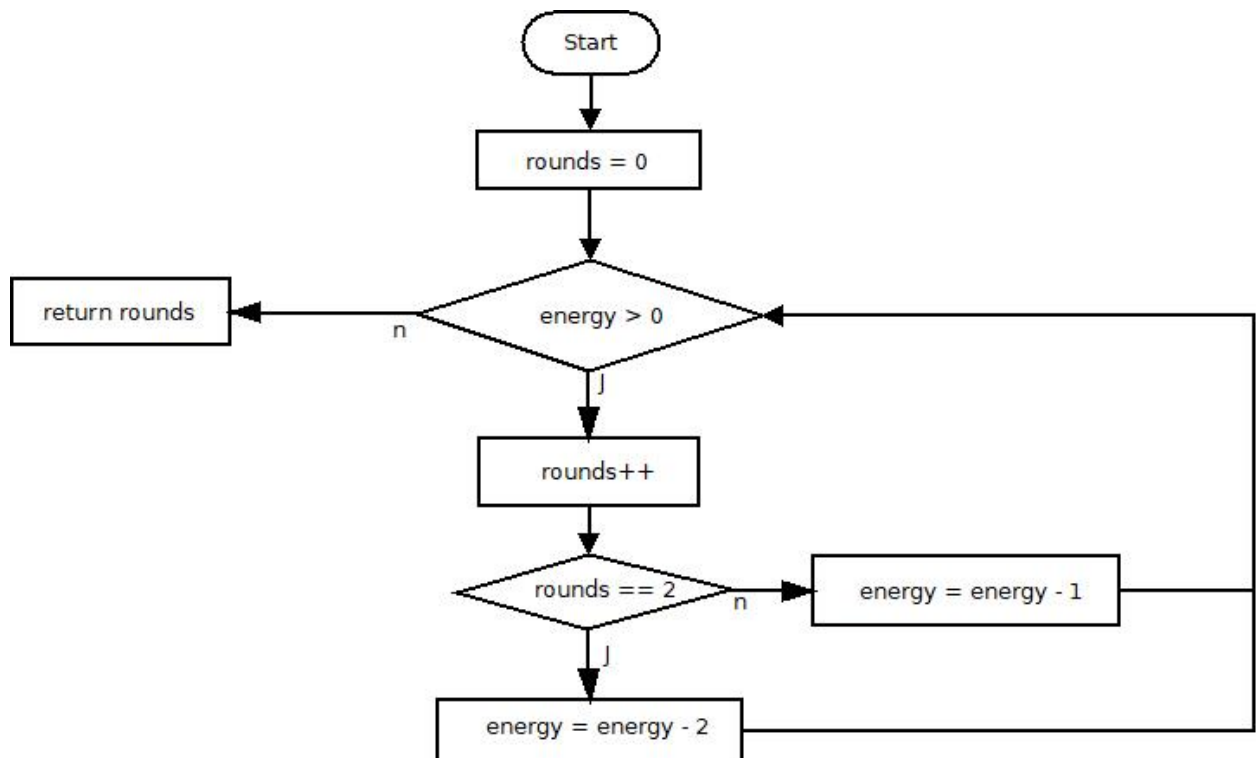 Start
rounds = 0
return rounds
n
energy > 0
J
rounds++
rounds == 2
n
energy = energy - 1
J
energy = energy - 2